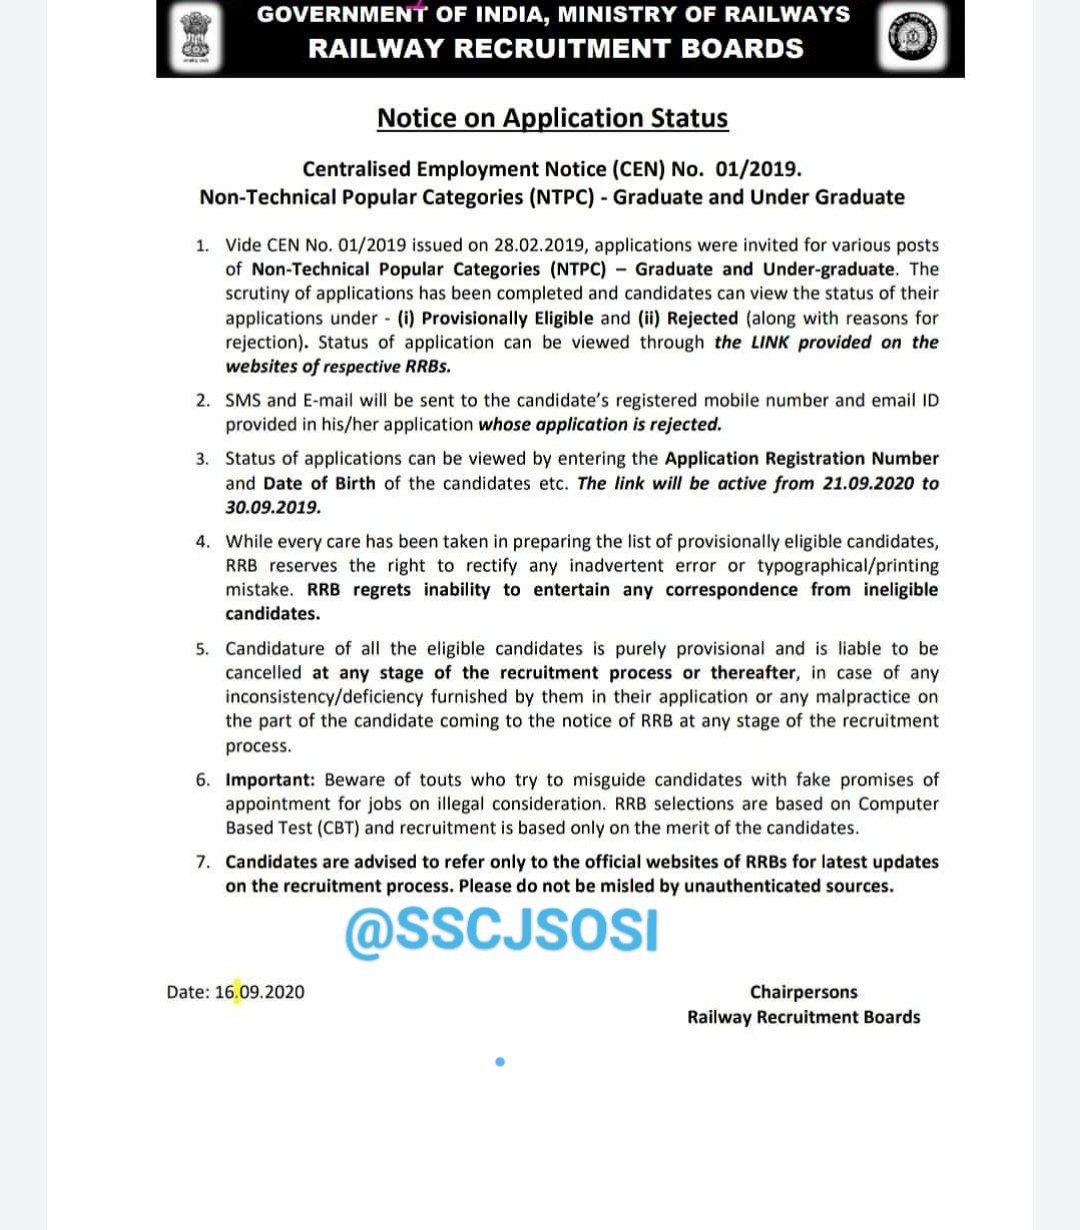 GOVERNMENT OF INDIA, MINISTRY OF RAILWAYS
RAILWAY RECRUITMENT BOARDS
Notice on Application Status
Centralised Employment Notice (CEN) No. 01/2019.
Non-Technical Popular Categories (NTPC) - Graduate and Under Graduate
1. Vide CEN No. 01/2019 issued on 28.02.2019, applications were invited for various posts
of Non-Technical Popular Categories (NTPC) – Graduate and Under-graduate. The
scrutiny of applications has been completed and candidates can view the status of their
applications under - (i) Provisionally Eligible and (ii) Rejected (along with reasons for
rejection). Status of application can be viewed through the LINK provided on the
websites of respective RRBs.
2. SMS and E-mail will be sent to the candidate's registered mobile number and email ID
provided in his/her application whose application is rejected.
3. Status of applications can be viewed by entering the Application Registration Number
and Date of Birth of the candidates etc. The link will be active from 21.09.2020 to
30.09.2019.
4. While every care has been taken in preparing the list of provisionally eligible candidates,
RRB reserves the right to rectify any inadvertent error or typographical/printing
mistake. RRB regrets inability to entertain any correspondence from ineligible
candidates.
5. Candidature of all the eligible candidates is purely provisional and is liable to be
cancelled at any stage of the recruitment process or thereafter, in case of any
inconsistency/deficiency furnished by them in their application or any malpractice on
the part of the candidate coming to the notice of RRB at any stage of the recruitment
process.
6. Important: Beware of touts who try to misguide candidates with fake promises of
appointment for jobs on illegal consideration. RRB selections are based on Computer
Based Test (CBT) and recruitment is based only on the merit of the candidates.
7. Candidates are advised to refer only to the official websites of RRBs for latest updates
on the recruitment process. Please do not be misled by unauthenticated sources.
@SSCJSOSI
Date: 16.09.2020
Chairpersons
Railway Recruitment Boards